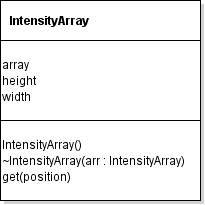 IntensityArray
array
height
width
IntensityArray()
~IntensityArray(arr : IntensityArray)
get(position)